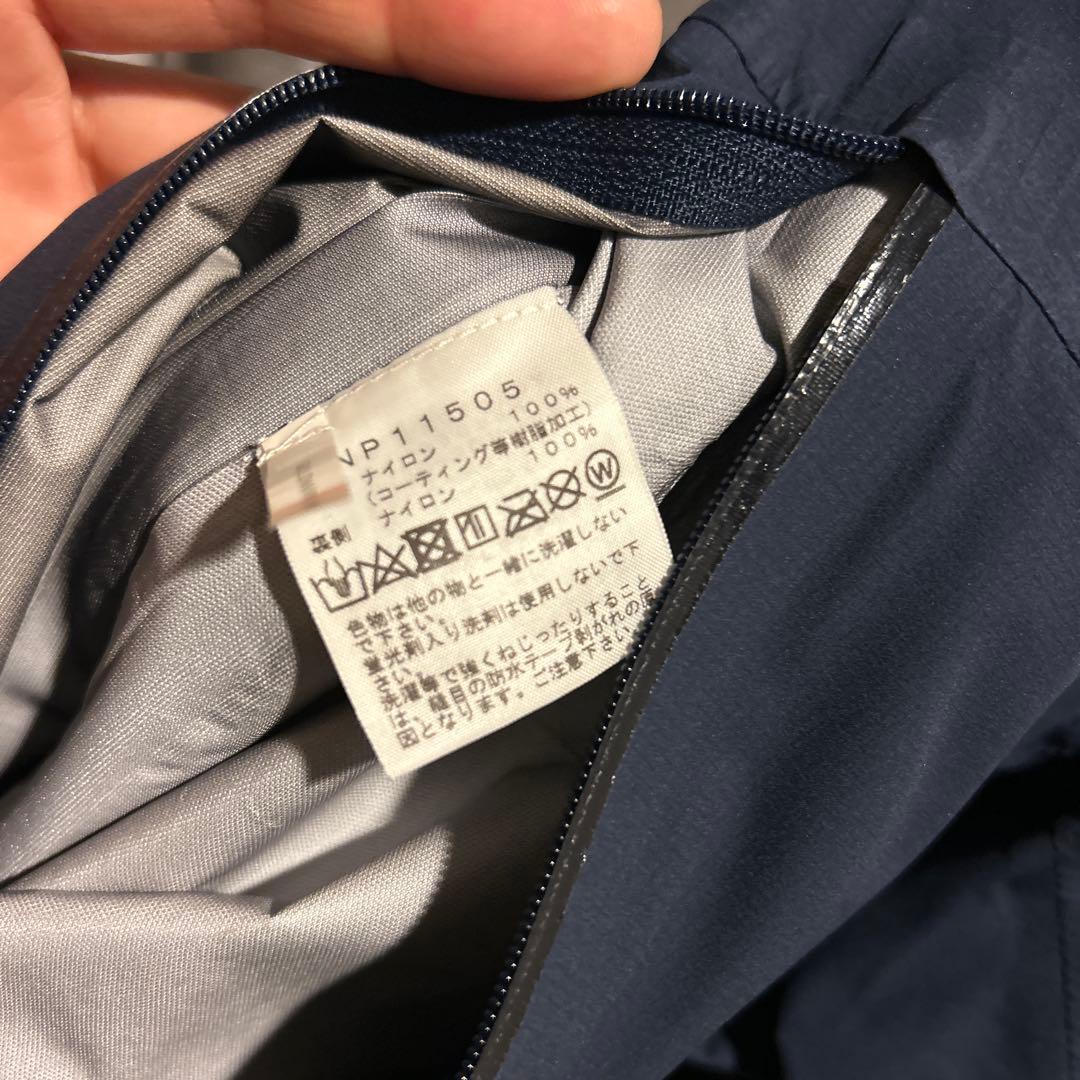 NP11505
ナイロン 100%
(コーティング等樹脂加工)
裏側 ナイロン 100%
W
色物は他の物と一緒に洗濯しない
で下さい。
蛍光剤入り洗剤は使用しないで下
さい。
洗濯等で強くねじったりすること
は、縫目の防水テープ剥がれの原
因となります。ご注意下さい。